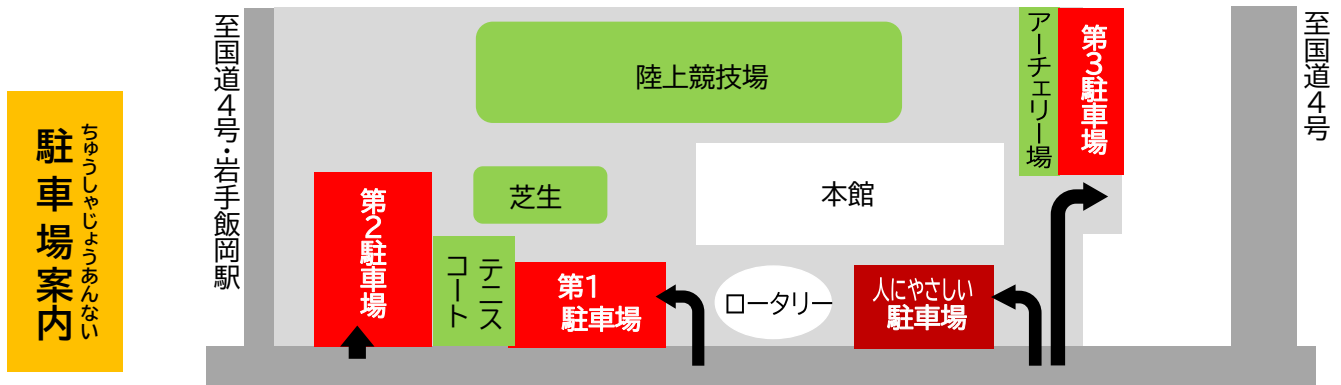 駐車場案内
ちゅうしゃじょうあんない
至国道4号・岩手飯岡駅
陸上競技場
アーチェリー場
第3駐車場
至国道4号
第2駐車場
芝生
本館
テニス
コート
第1
駐車場
ロータリー
人にやさしい
駐車場